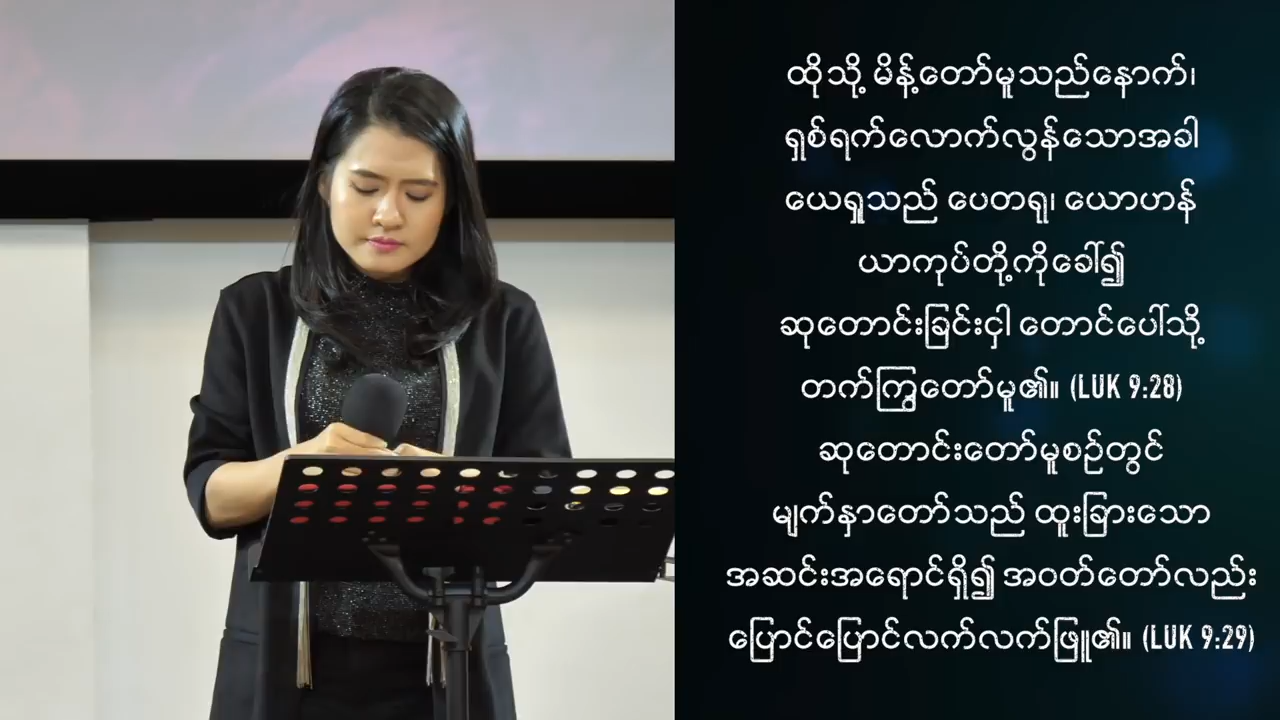 ထိုသို့ မိန့်တော်မူသည်နောက်၊
ရှစ်ရက်လောက်လွန်သောအခါ
ယေရှုသည် ပေတရု၊ ယောဟန်
ယာကုပ်တို့ကိုခေါ်၍
ဆုတောင်းခြင်းငှါ တောင်ပေါ်သို့
တက်ကြွတော်မူ၏။ (LUK 9:28)
ဆုတောင်းတော်မူစဉ်တွင်
မျက်နှာတော်သည် ထူးခြားသော
အဆင်းအရောင်ရှိ၍ အဝတ်တော်လည်း
ပြောင်ပြောင်လက်လက်ဖြူ၏။ (LUK 9:29)